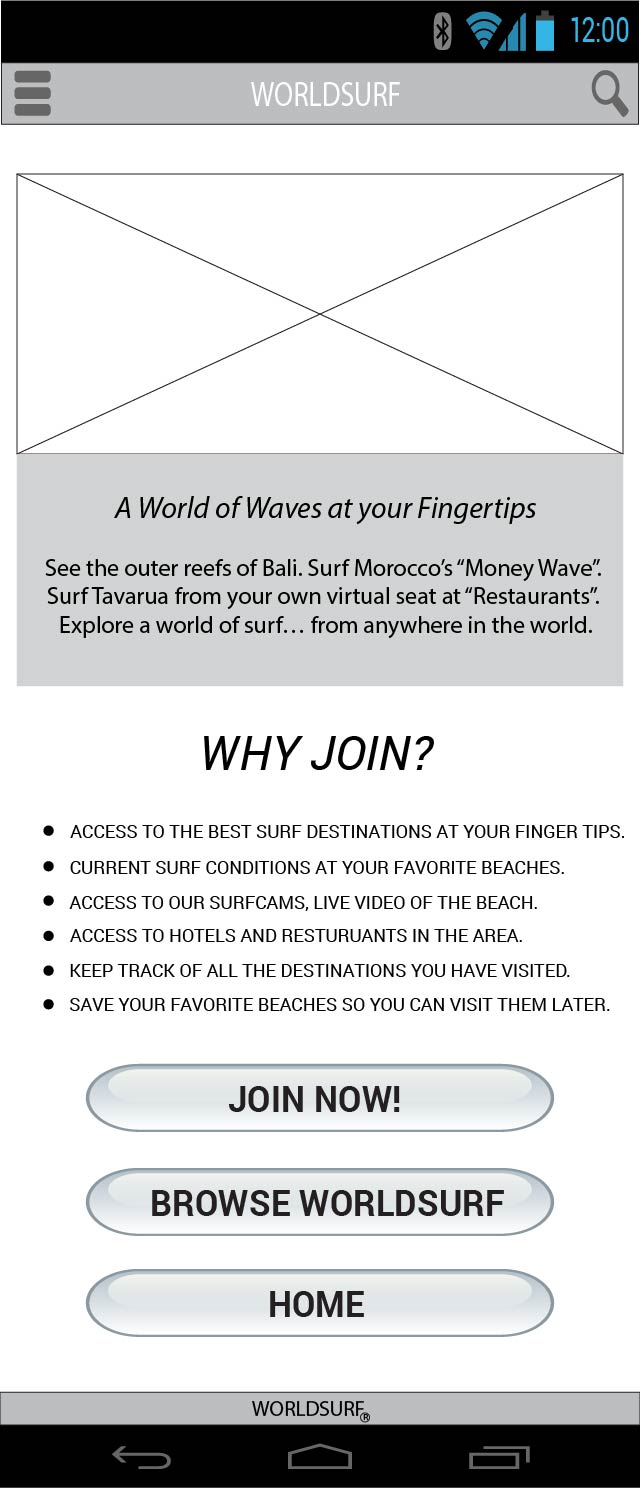 12:00
WORLDSURF
A World of Waves at your Fingertips
See the outer reefs of Bali. Surf Morocco’s “Money Wave”.
Surf Tavarua from your own virtual seat at “Restaurants”.
Explore a world of surf… from anywhere in the world.
WHY JOIN?
● ACCESS TO THE BEST SURF DESTINATIONS AT YOUR FINGER TIPS.
● CURRENT SURF CONDITIONS AT YOUR FAVORITE BEACHES.
● ACCESS TO OUR SURFCAMS, LIVE VIDEO OF THE BEACH.
● ACCESS TO HOTELS AND RESTURUANTS IN THE AREA.
● KEEP TRACK OF ALL THE DESTINATIONS YOU HAVE VISITED.
● SAVE YOUR FAVORITE BEACHES SO YOU CAN VISIT THEM LATER.
JOIN NOW!
BROWSE WORLDSURF
HOME
WORLDSURF®